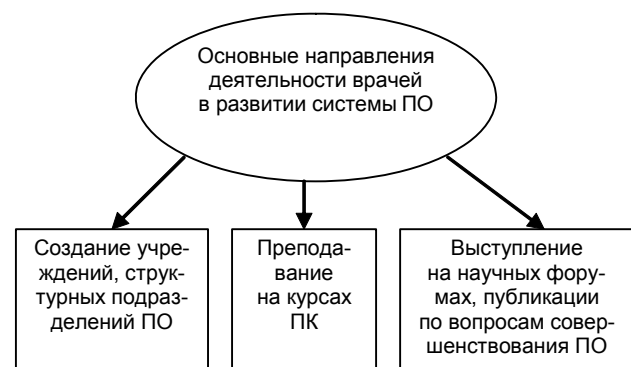 Основные направления
деятельности врачей
в развитии системы ПО
Создание учре-
ждений, струк-
турных подраз-
делений ПО
Препода-
вание
на курсах
ПК
Выступление
на научных фору-
мах, публикации
по вопросам совер-
шенствования ПО